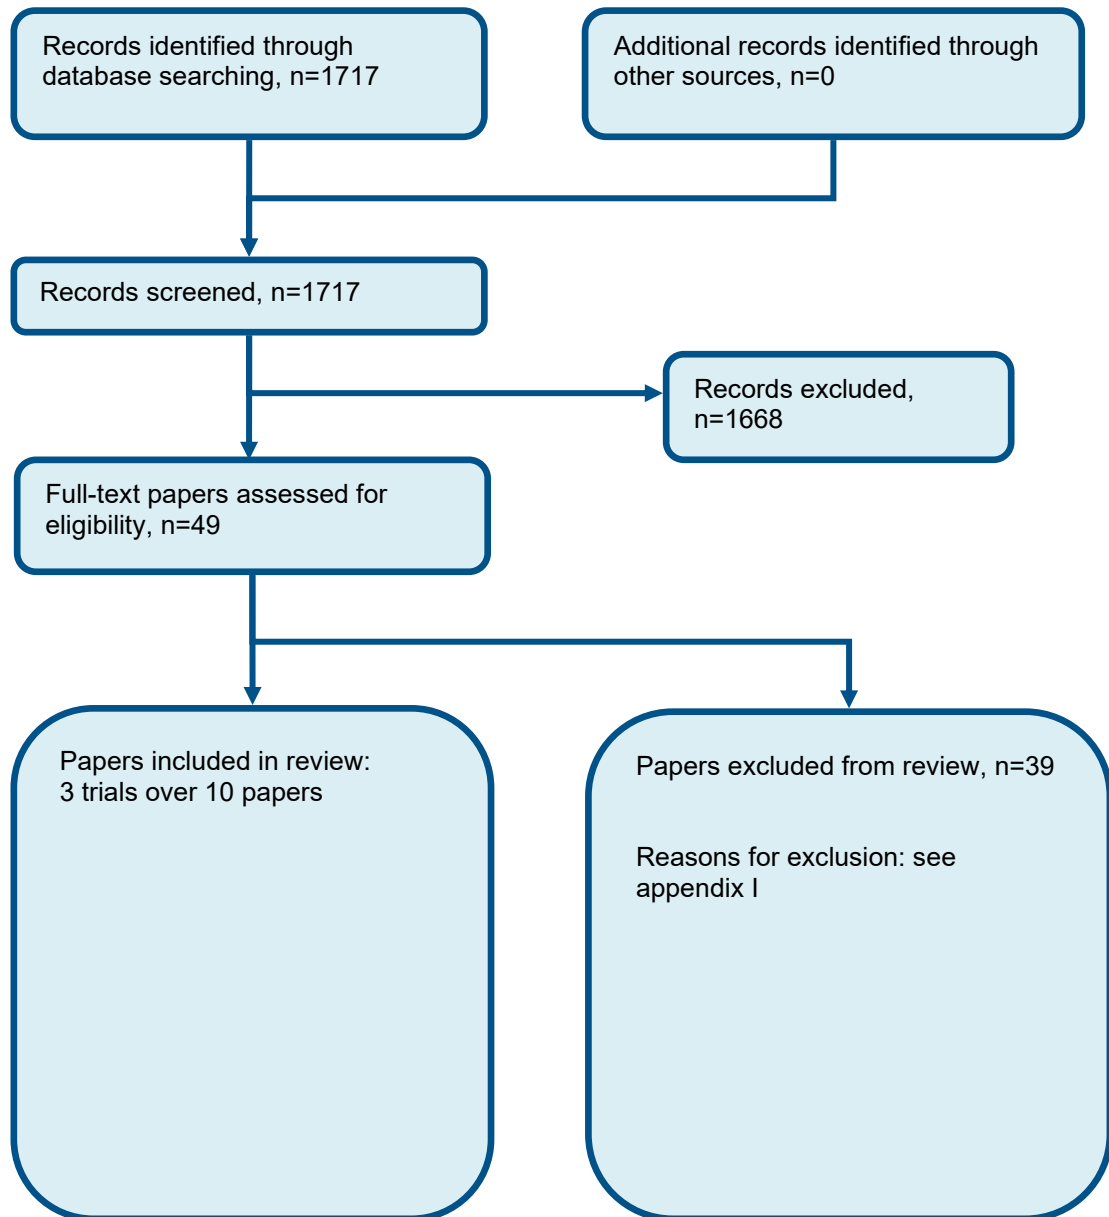 Records identified through
database searching, n=1717
Additional records identified through
other sources, n=0
Records screened, n=1717
Records excluded,
n=1668
Full-text papers assessed for
eligibility, n=49
Papers included in review:
3 trials over 10 papers
Papers excluded from review, n=39
Reasons for exclusion: see
appendix I